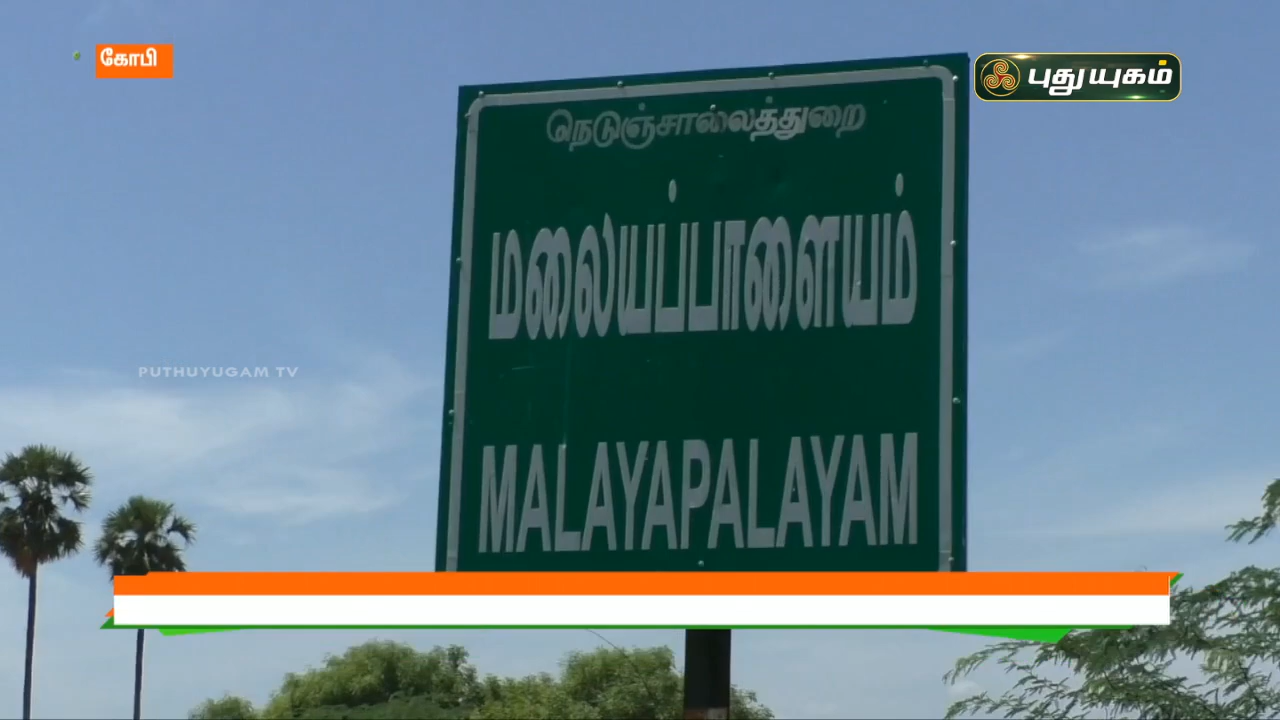 கோபி
புதுயுகம்
நெடுஞ்சாலைத்துறை
மலையப்பாளையம்
PUTHUYUGAM TV
MALAYAPALAYAM